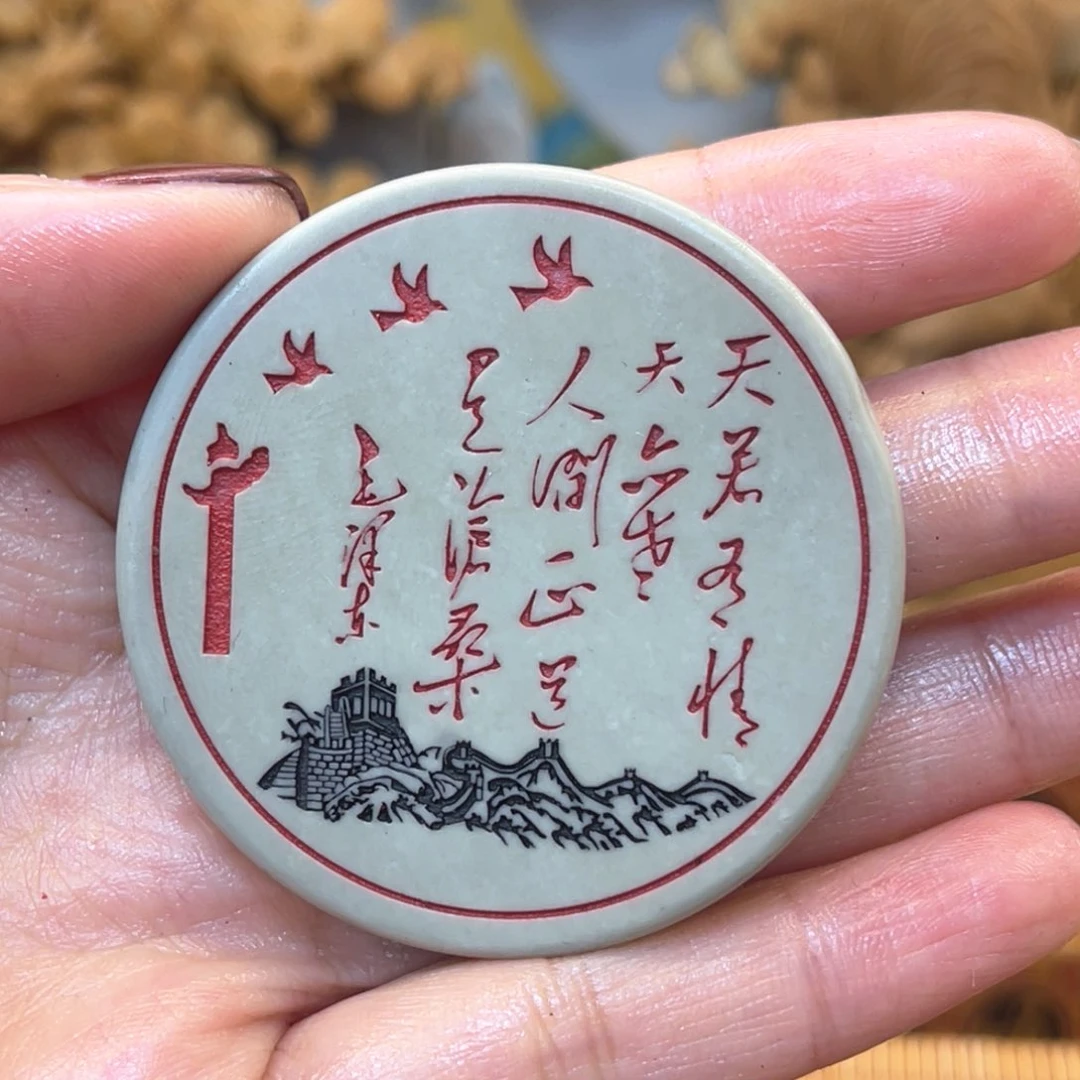 天若有情
天亦老
人间正道
是沧桑
毛泽东